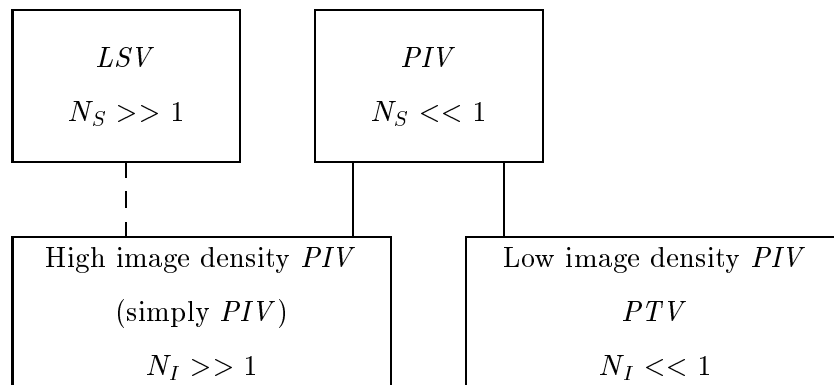 LSV
N_S >> 1
PIV
N_S << 1
High image density PIV
(simply PIV)
N_I >> 1
Low image density PIV
PTV
N_I << 1